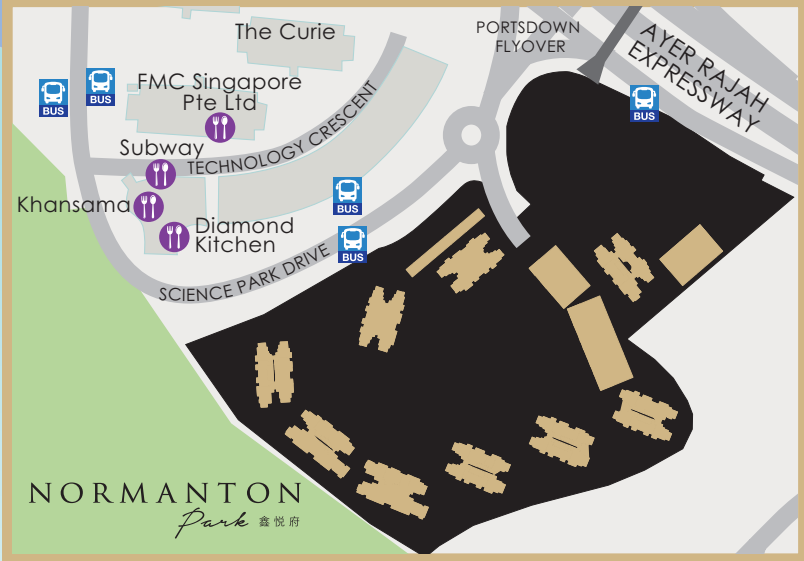 The Curie
PORTSDOWN
FLYOVER
AYER RAJAH
EXPRESSWAY
BUS
BUS
BUS
FMC Singapore
Pte Ltd
Subway
TECHNOLOGY CRESCENT
Khansama
BUS
Diamond
Kitchen
BUS
SCIENCE PARK DRIVE
NORMANTON
Park 鑫悦府